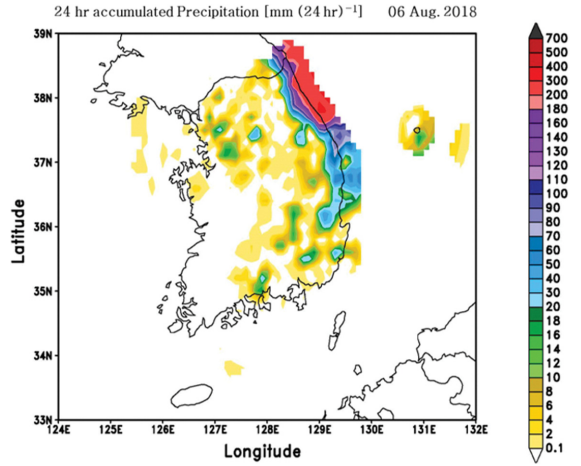 24 hr accumulated Precipitation [mm (24 hr)⁻¹] 06 Aug. 2018
39N
38N
37N
36N
35N
34N
33N
Latitude
124E 125E 126E 127E 128E 129E 130E 131E 132E
Longitude
700
500
400
300
200
180
160
140
130
120
110
100
90
80
70
60
50
40
30
20
18
16
14
12
10
8
6
4
2
0.1